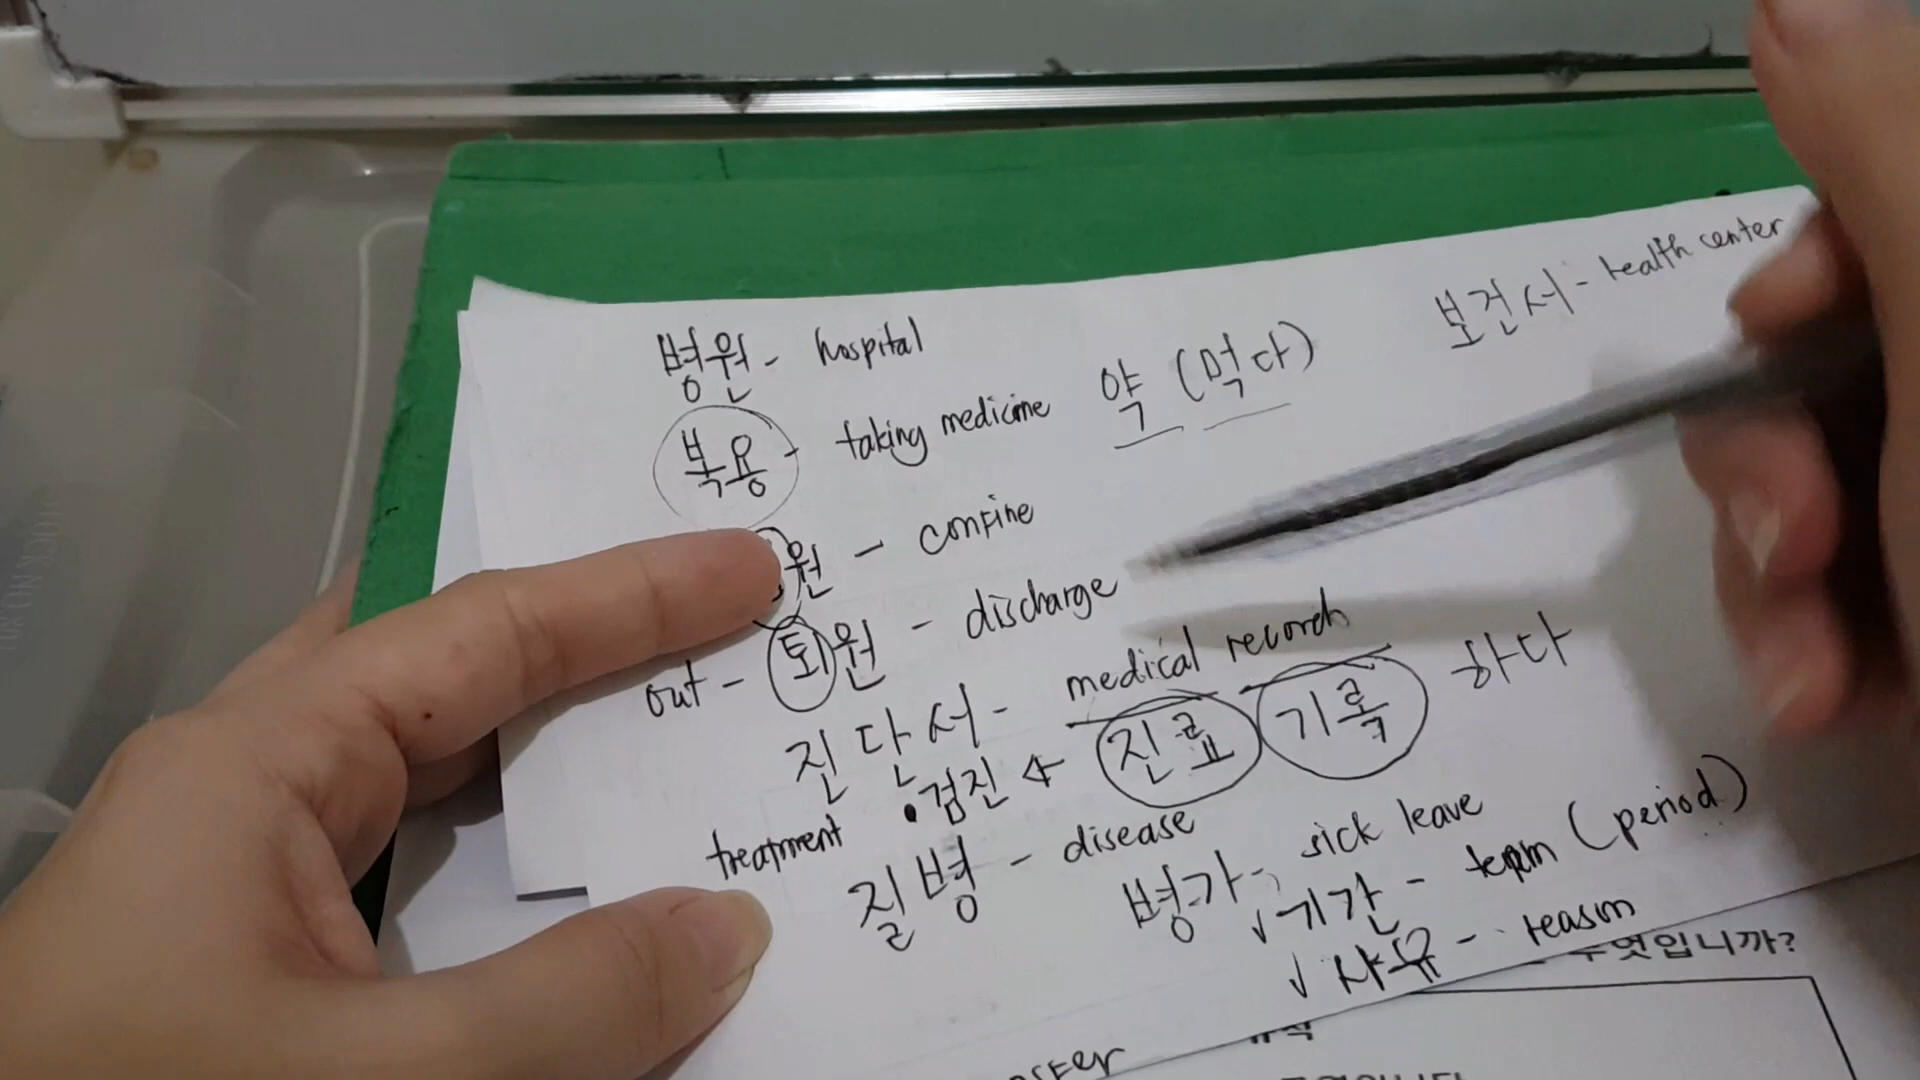 병원 - hospital
보건서 - health center
복용 - taking medicine 약 (먹다)
원 - confine
out - 퇴원 - discharge
진단서 - medical record
• 검진 진료 기록 하다
treatment
질병 - disease
병가 - sick leave
✓ 기간 - term (period)
✓ 사유 - reason
무엇입니까?